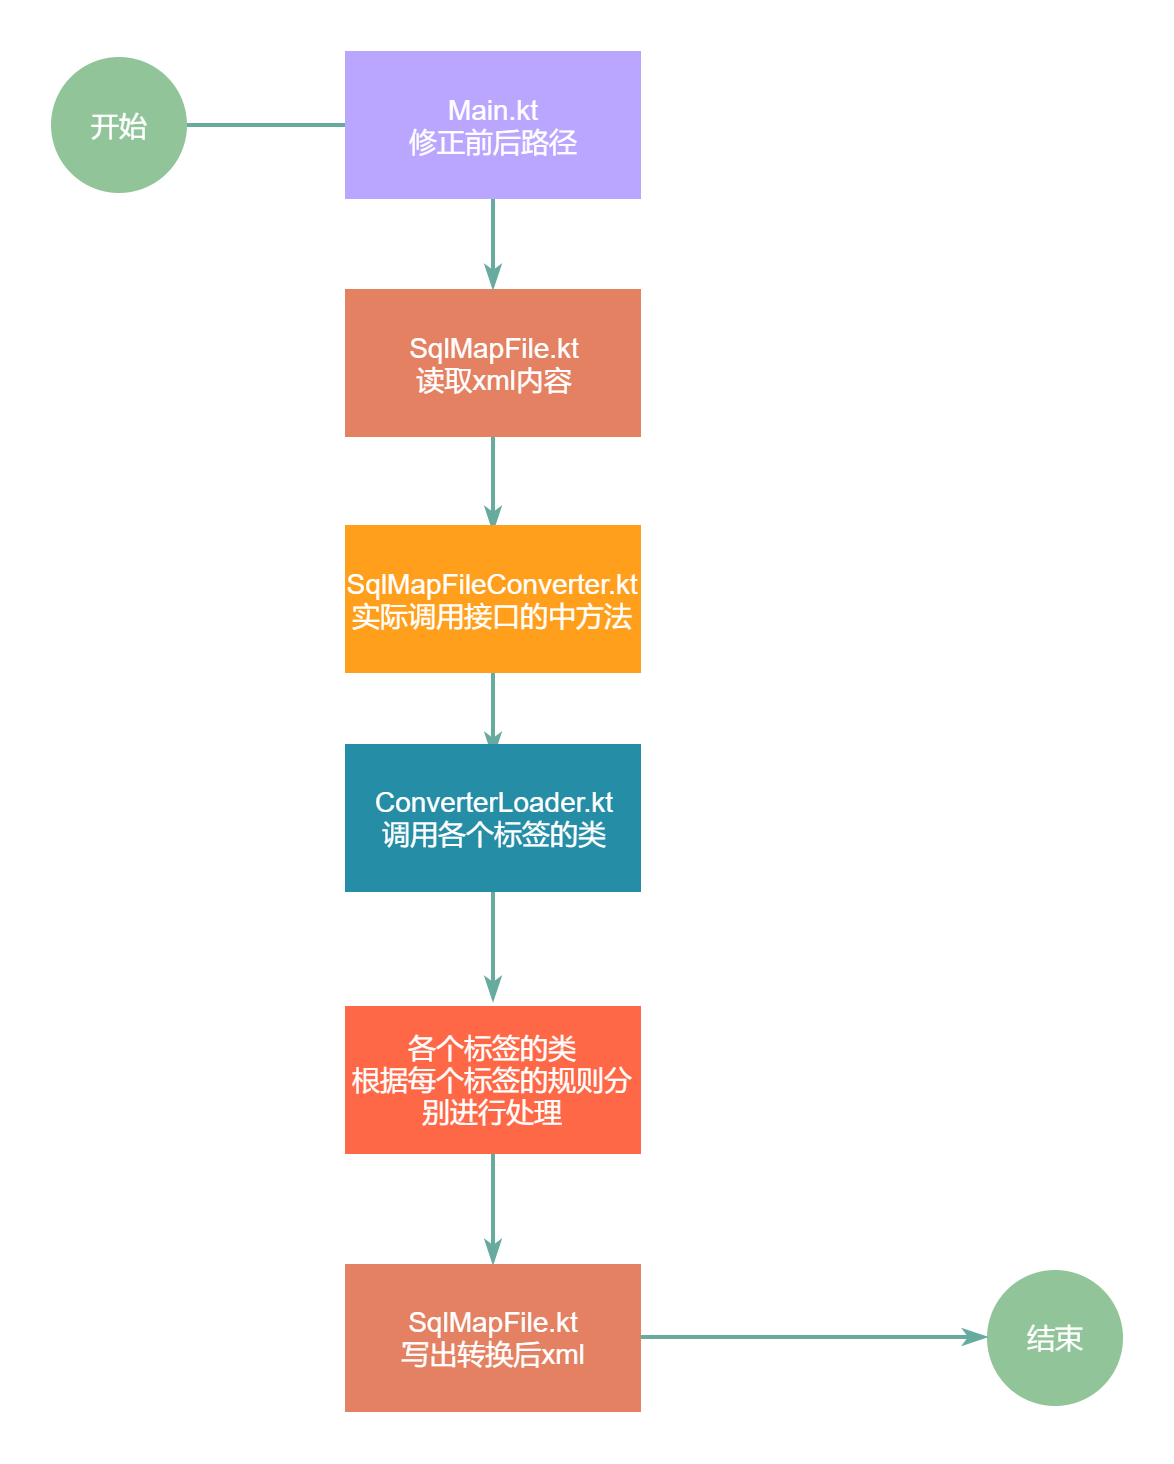 开始
Main.kt
修正前后路径
SqlMapFile.kt
读取xml内容
SqlMapFileConverter.kt
实际调用接口的中方法
ConverterLoader.kt
调用各个标签的类
各个标签的类
根据每个标签的规则分
别进行处理
SqlMapFile.kt
写出转换后xml
结束